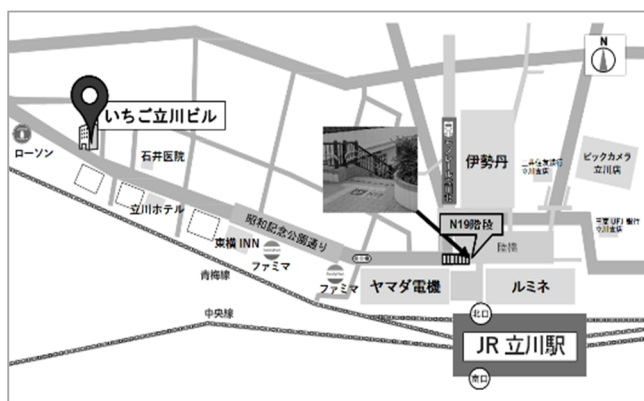 N
いちご立川ビル
ローソン
石井医院
立川ホテル
東横INN
昭和記念公園通り
ファミマ
ファミマ
青梅線
中央線
伊勢丹
N19階段
ビックカメラ
立川店
ヤマダ電機
ルミネ
北口
JR 立川駅
南口